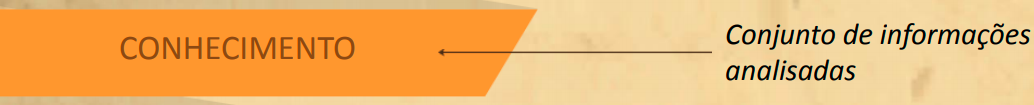 CONHECIMENTO
Conjunto de informações
analisadas